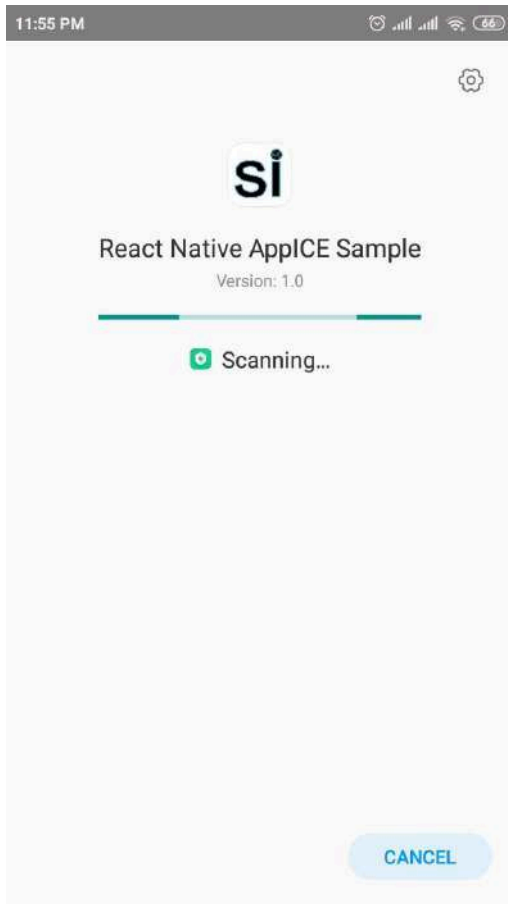 11:55 PM 66
si
React Native AppICE Sample
Version: 1.0
Scanning...
CANCEL